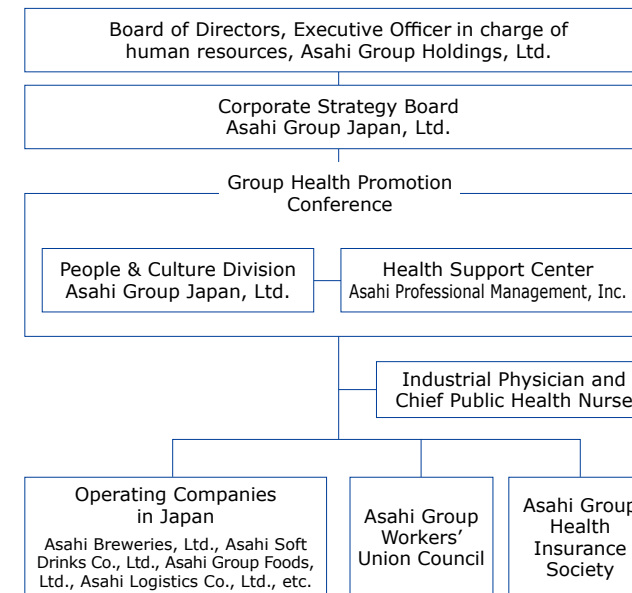 Board of Directors, Executive Officer in charge of
human resources, Asahi Group Holdings, Ltd.
Corporate Strategy Board
Asahi Group Japan, Ltd.
Group Health Promotion
Conference
People & Culture Division
Asahi Group Japan, Ltd.
Health Support Center
Asahi Professional Management, Inc.
Industrial Physician and
Chief Public Health Nurse
Operating Companies
in Japan
Asahi Breweries, Ltd., Asahi Soft
Drinks Co., Ltd., Asahi Group Foods,
Ltd., Asahi Logistics Co., Ltd., etc.
Asahi Group
Workers’
Union Council
Asahi Group
Health
Insurance
Society